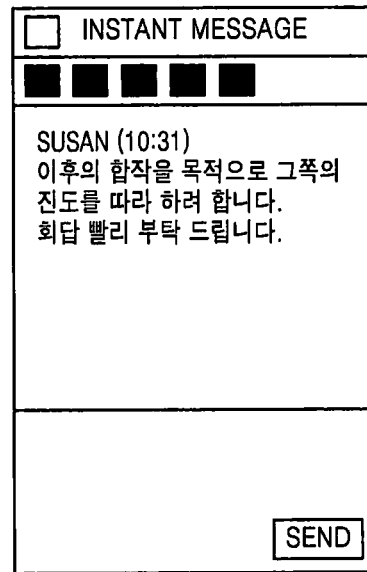 INSTANT MESSAGE
SUSAN (10:31)
이후의 합작을 목적으로 그쪽의
진도를 따라 하려 합니다.
회답 빨리 부탁 드립니다.
SEND